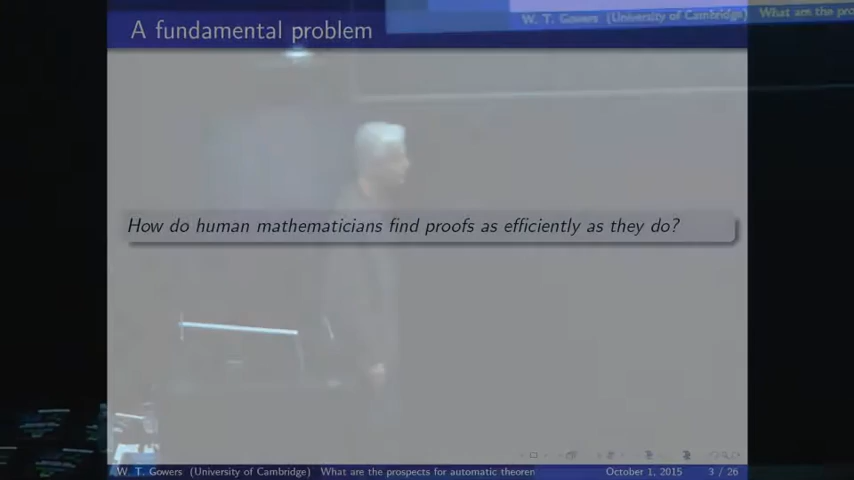 W. T. Gowers (University of Cambridge) What are the pro
A fundamental problem
How do human mathematicians find proofs as efficiently as they do?
W. T. Gowers (University of Cambridge) What are the prospects for automatic theorem October 1, 2015 3 / 26